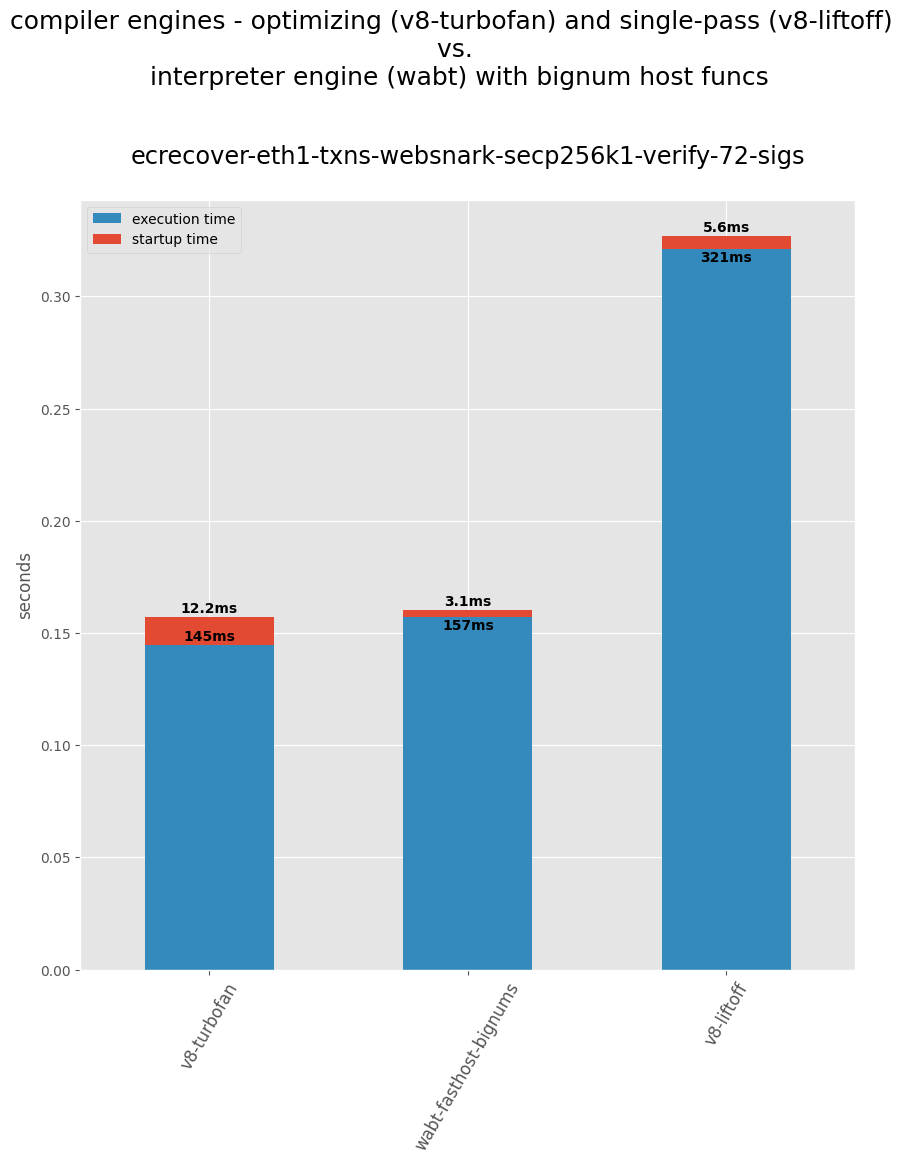 compiler engines - optimizing (v8-turbofan) and single-pass (v8-liftoff)
vs.
interpreter engine (wabt) with bignum host funcs
ecrecover-eth1-txns-websnark-secp256k1-verify-72-sigs
execution time
startup time
5.6ms
321ms
0.30
0.25
0.20
12.2ms
145ms
3.1ms
157ms
0.15
0.10
0.05
0.00
seconds
v8-turbofan
wabt-fasthost-bignums
v8-liftoff